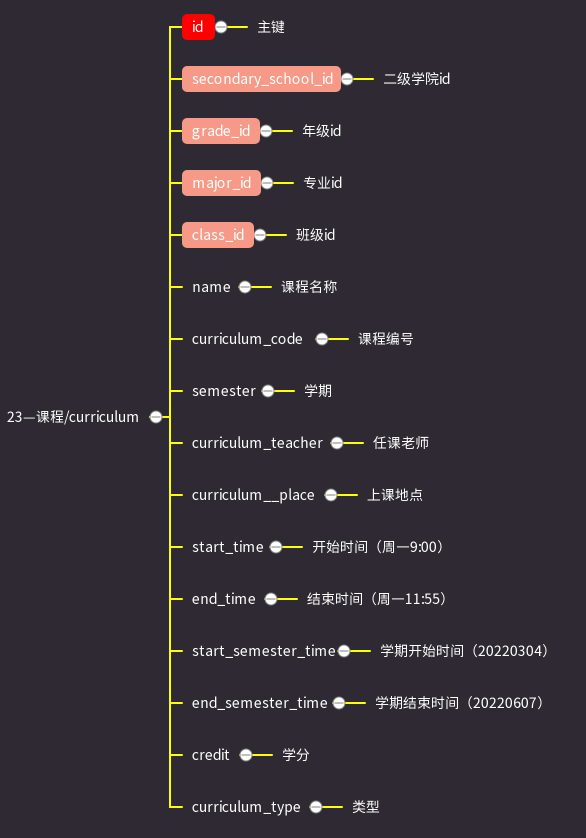 id 主键
secondary_school_id 二级学院id
grade_id 年级id
major_id 专业id
class_id 班级id
name 课程名称
curriculum_code 课程编号
semester 学期
23—课程/curriculum
curriculum_teacher 任课老师
curriculum__place 上课地点
start_time 开始时间（周一9:00）
end_time 结束时间（周一11:55）
start_semester_time 学期开始时间（20220304）
end_semester_time 学期结束时间（20220607）
credit 学分
curriculum_type 类型